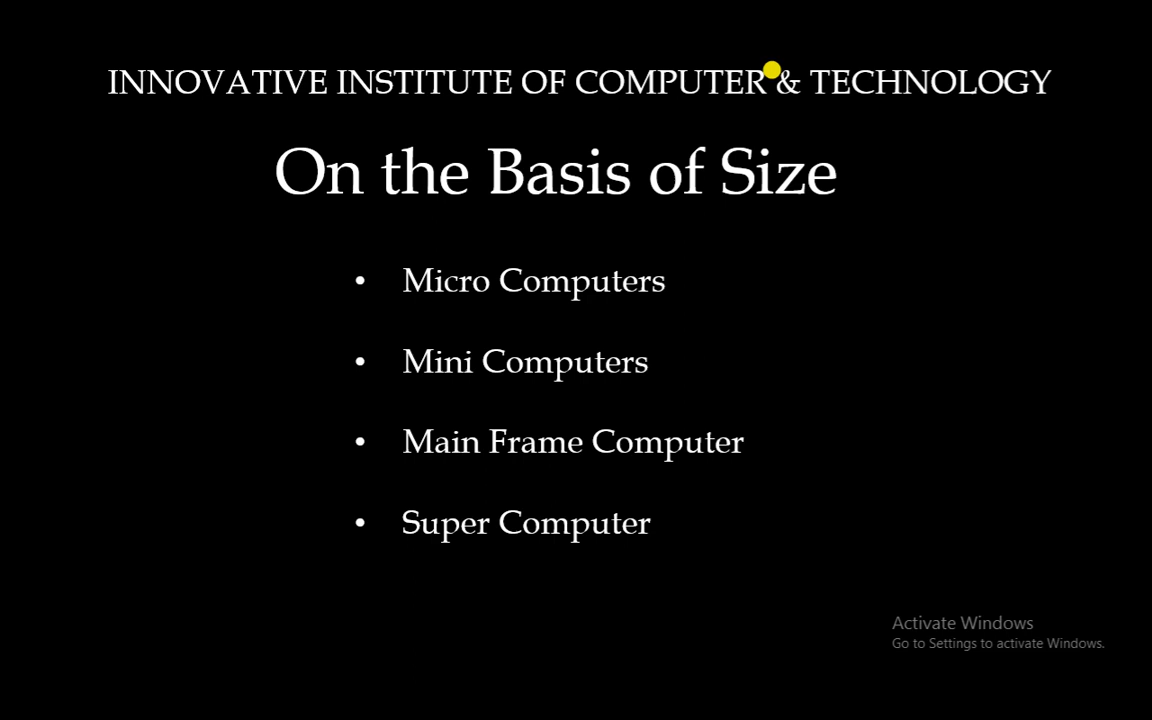 INNOVATIVE INSTITUTE OF COMPUTER & TECHNOLOGY
On the Basis of Size
• Micro Computers
• Mini Computers
• Main Frame Computer
• Super Computer
Activate Windows
Go to Settings to activate Windows.